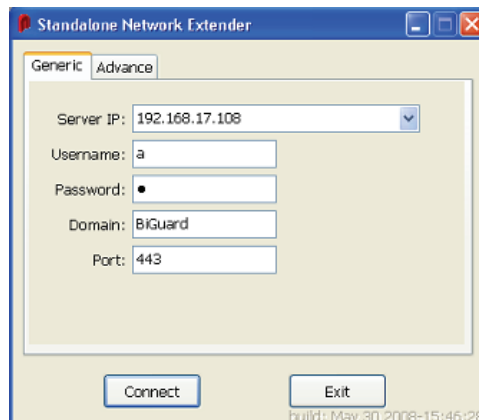 Standalone Network Extender
Generic Advance
Server IP: 192.168.17.108
Username: a
Password: ●
Domain: BiGuard
Port: 443
Connect Exit
build: May 30 2008-15:46:28